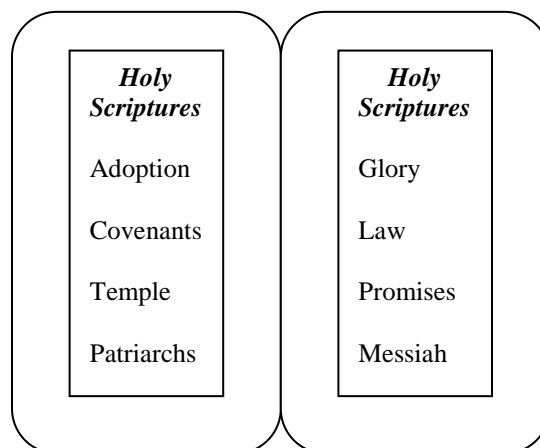 Holy
Scriptures
Adoption
Covenants
Temple
Patriarchs
Holy
Scriptures
Glory
Law
Promises
Messiah